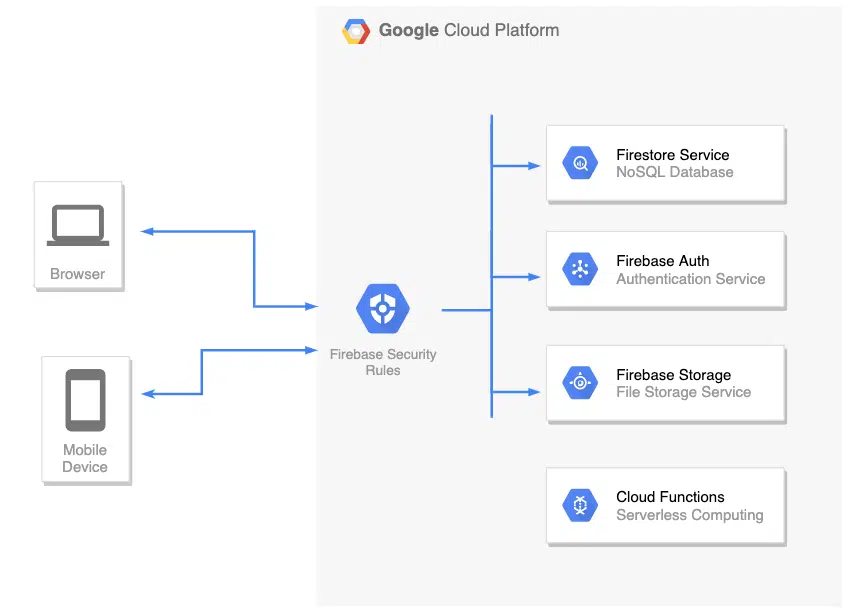 Google Cloud Platform
Firestore Service
NoSQL Database
Browser
Firebase Auth
Authentication Service
Firebase Security
Rules
Firebase Storage
File Storage Service
Mobile
Device
Cloud Functions
Serverless Computing